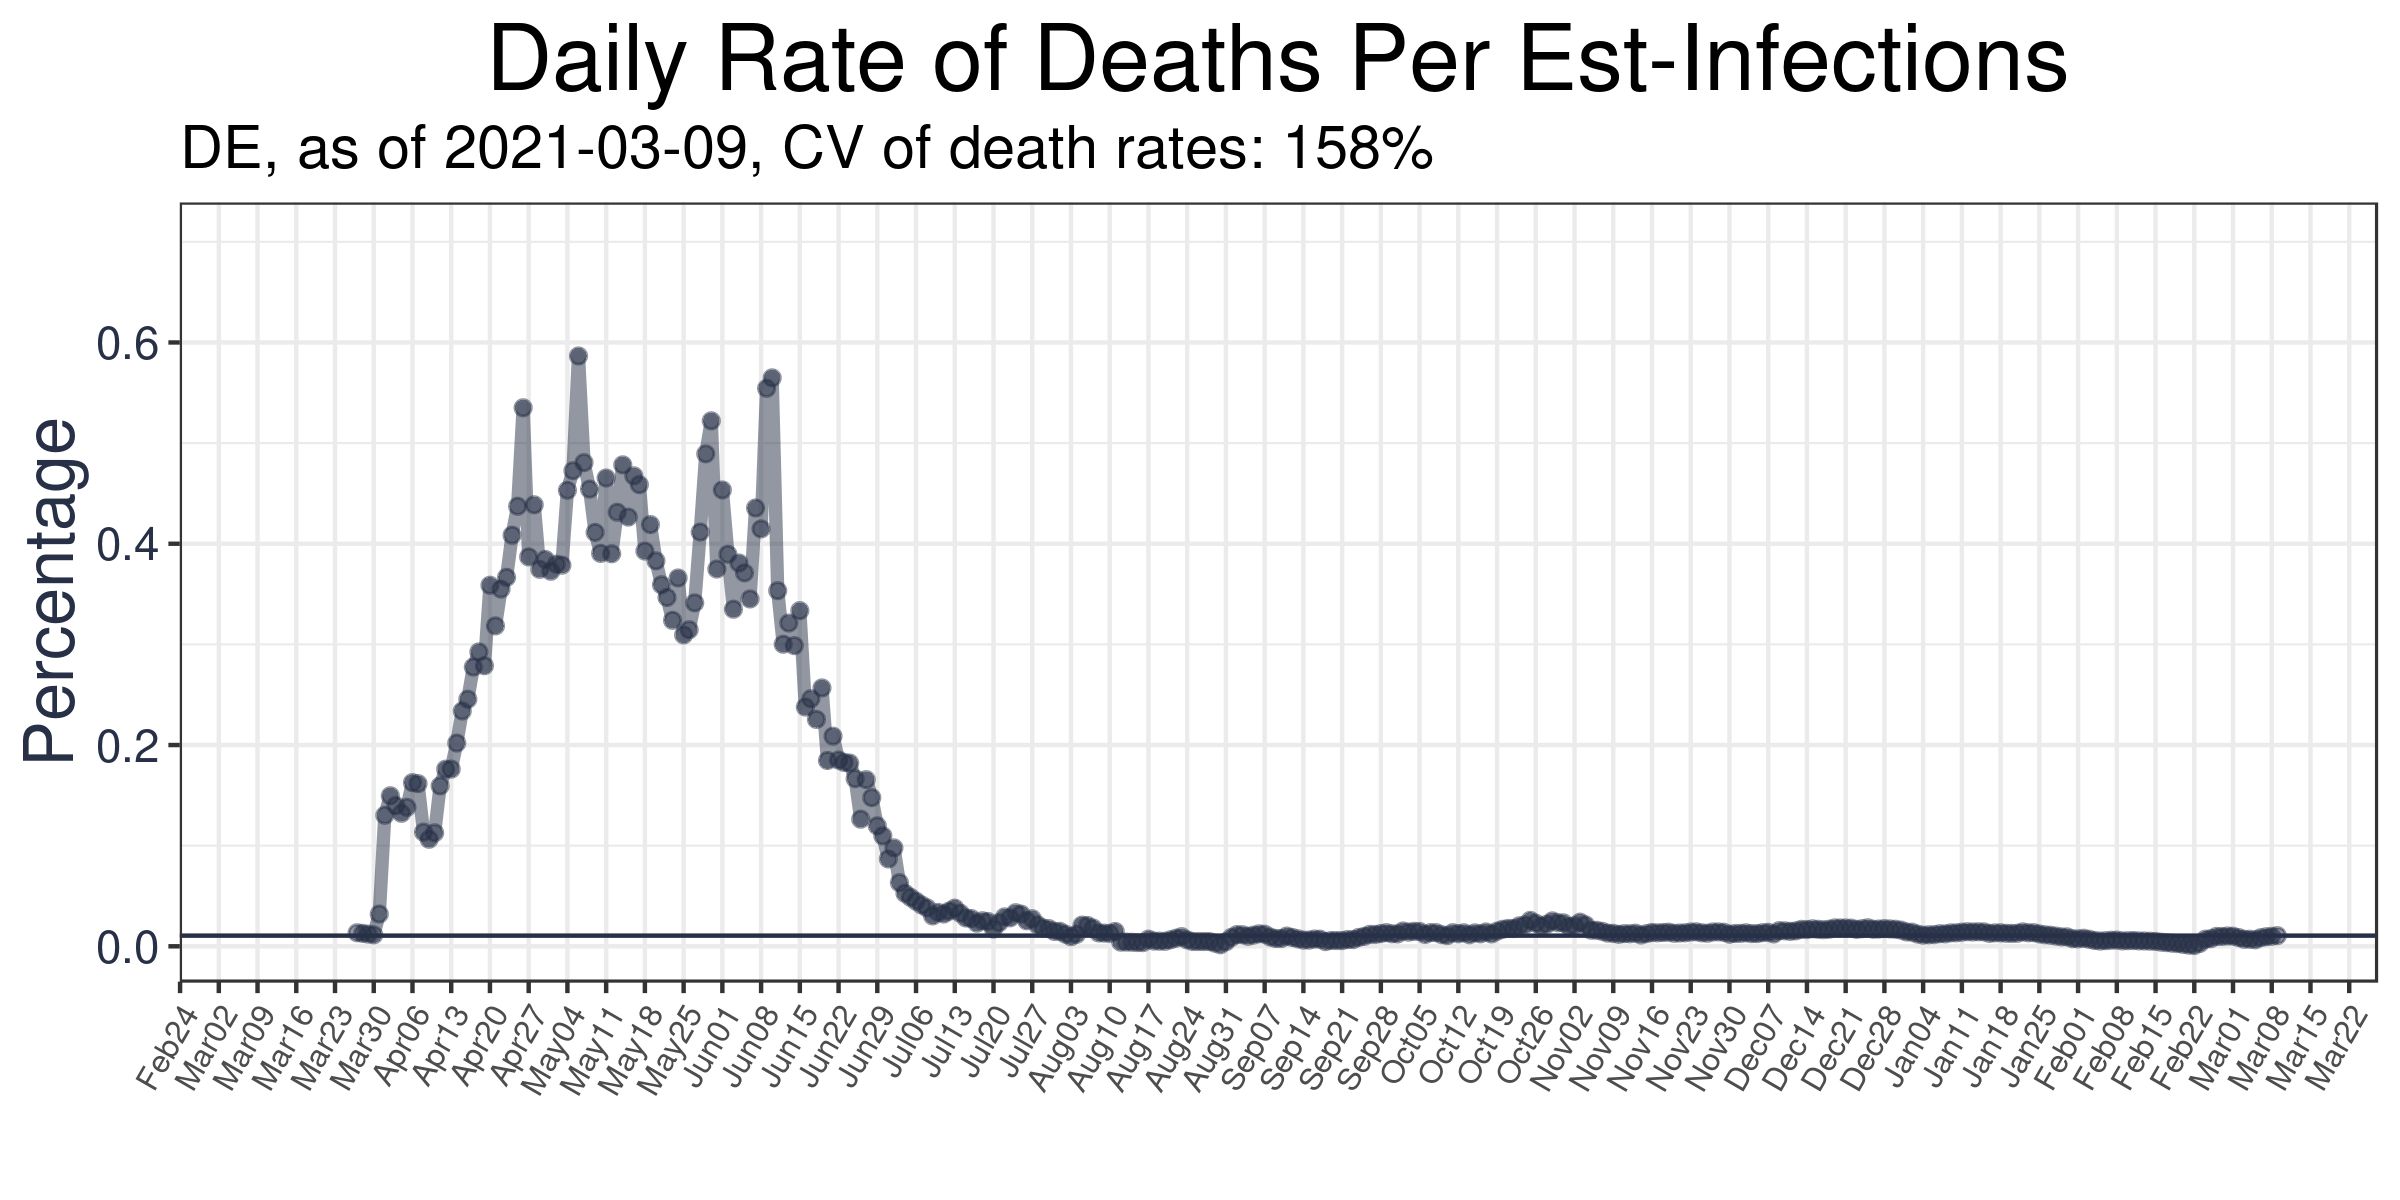 Daily Rate of Deaths Per Est-Infections
DE, as of 2021-03-09, CV of death rates: 158%
Percentage
0.6
0.4
0.2
0.0
Feb24
Mar02
Mar09
Mar16
Mar23
Mar30
Apr06
Apr13
Apr20
Apr27
May04
May11
May18
May25
Jun01
Jun08
Jun15
Jun22
Jun29
Jul06
Jul13
Jul20
Jul27
Aug03
Aug10
Aug17
Aug24
Aug31
Sep07
Sep14
Sep21
Sep28
Oct05
Oct12
Oct19
Oct26
Nov02
Nov09
Nov16
Nov23
Nov30
Dec07
Dec14
Dec21
Dec28
Jan04
Jan11
Jan18
Jan25
Feb01
Feb08
Feb15
Feb22
Mar01
Mar08
Mar15
Mar22